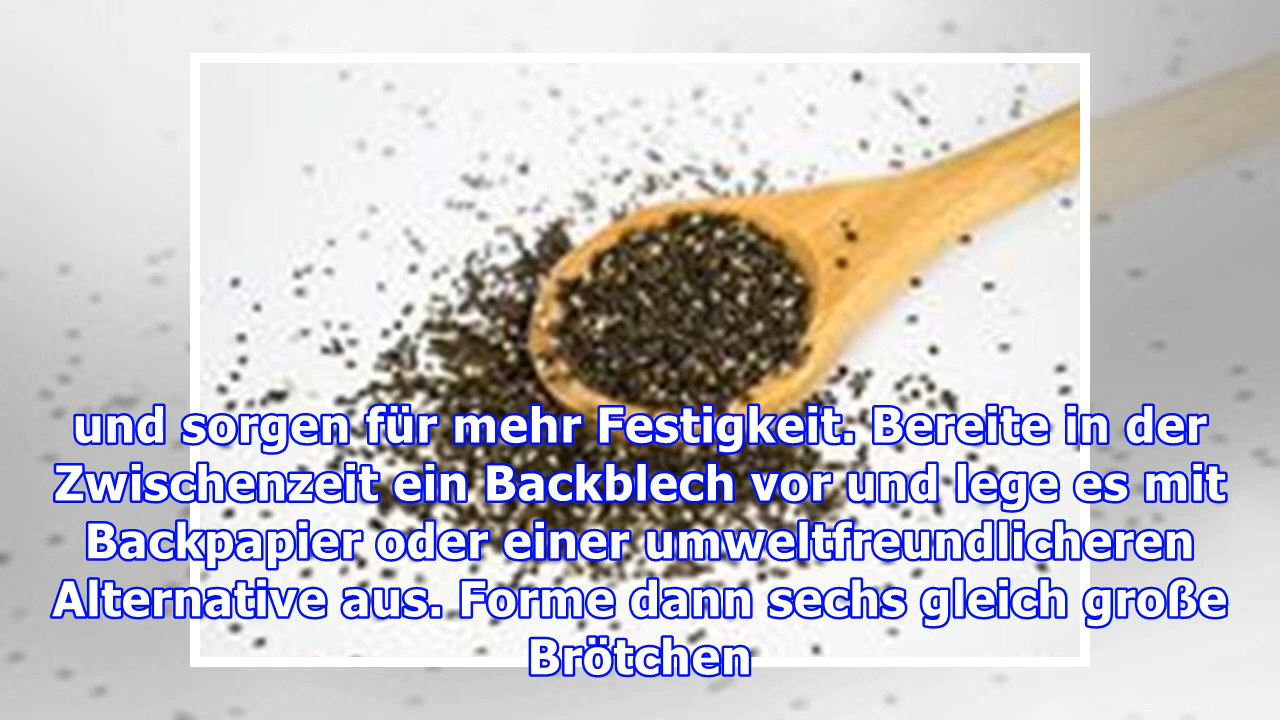 und sorgen für mehr Festigkeit. Bereite in der
Zwischenzeit ein Backblech vor und lege es mit
Backpapier oder einer umweltfreundlicheren
Alternative aus. Forme dann sechs gleich große
Brötchen